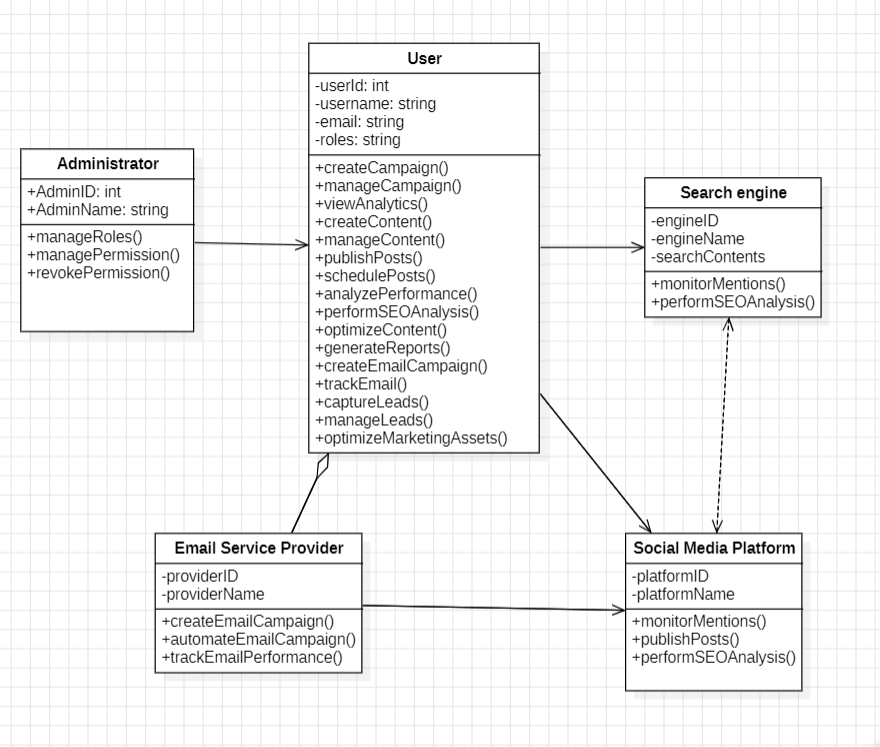 User
-userId: int
-username: string
-email: string
-roles: string
+createCampaign()
+manageCampaign()
+viewAnalytics()
+createContent()
+manageContent()
+publishPosts()
+schedulePosts()
+analyzePerformance()
+performSEOAnalysis()
+optimizeContent()
+generateReports()
+createEmailCampaign()
+trackEmail()
+captureLeads()
+manageLeads()
+optimizeMarketingAssets()
Administrator
+AdminID: int
+AdminName: string
+manageRoles()
+managePermission()
+revokePermission()
Search engine
-engineID
-engineName
-searchContents
+monitorMentions()
+performSEOAnalysis()
Email Service Provider
-providerID
-providerName
+createEmailCampaign()
+automateEmailCampaign()
+trackEmailPerformance()
Social Media Platform
-platformID
-platformName
+monitorMentions()
+publishPosts()
+performSEOAnalysis()